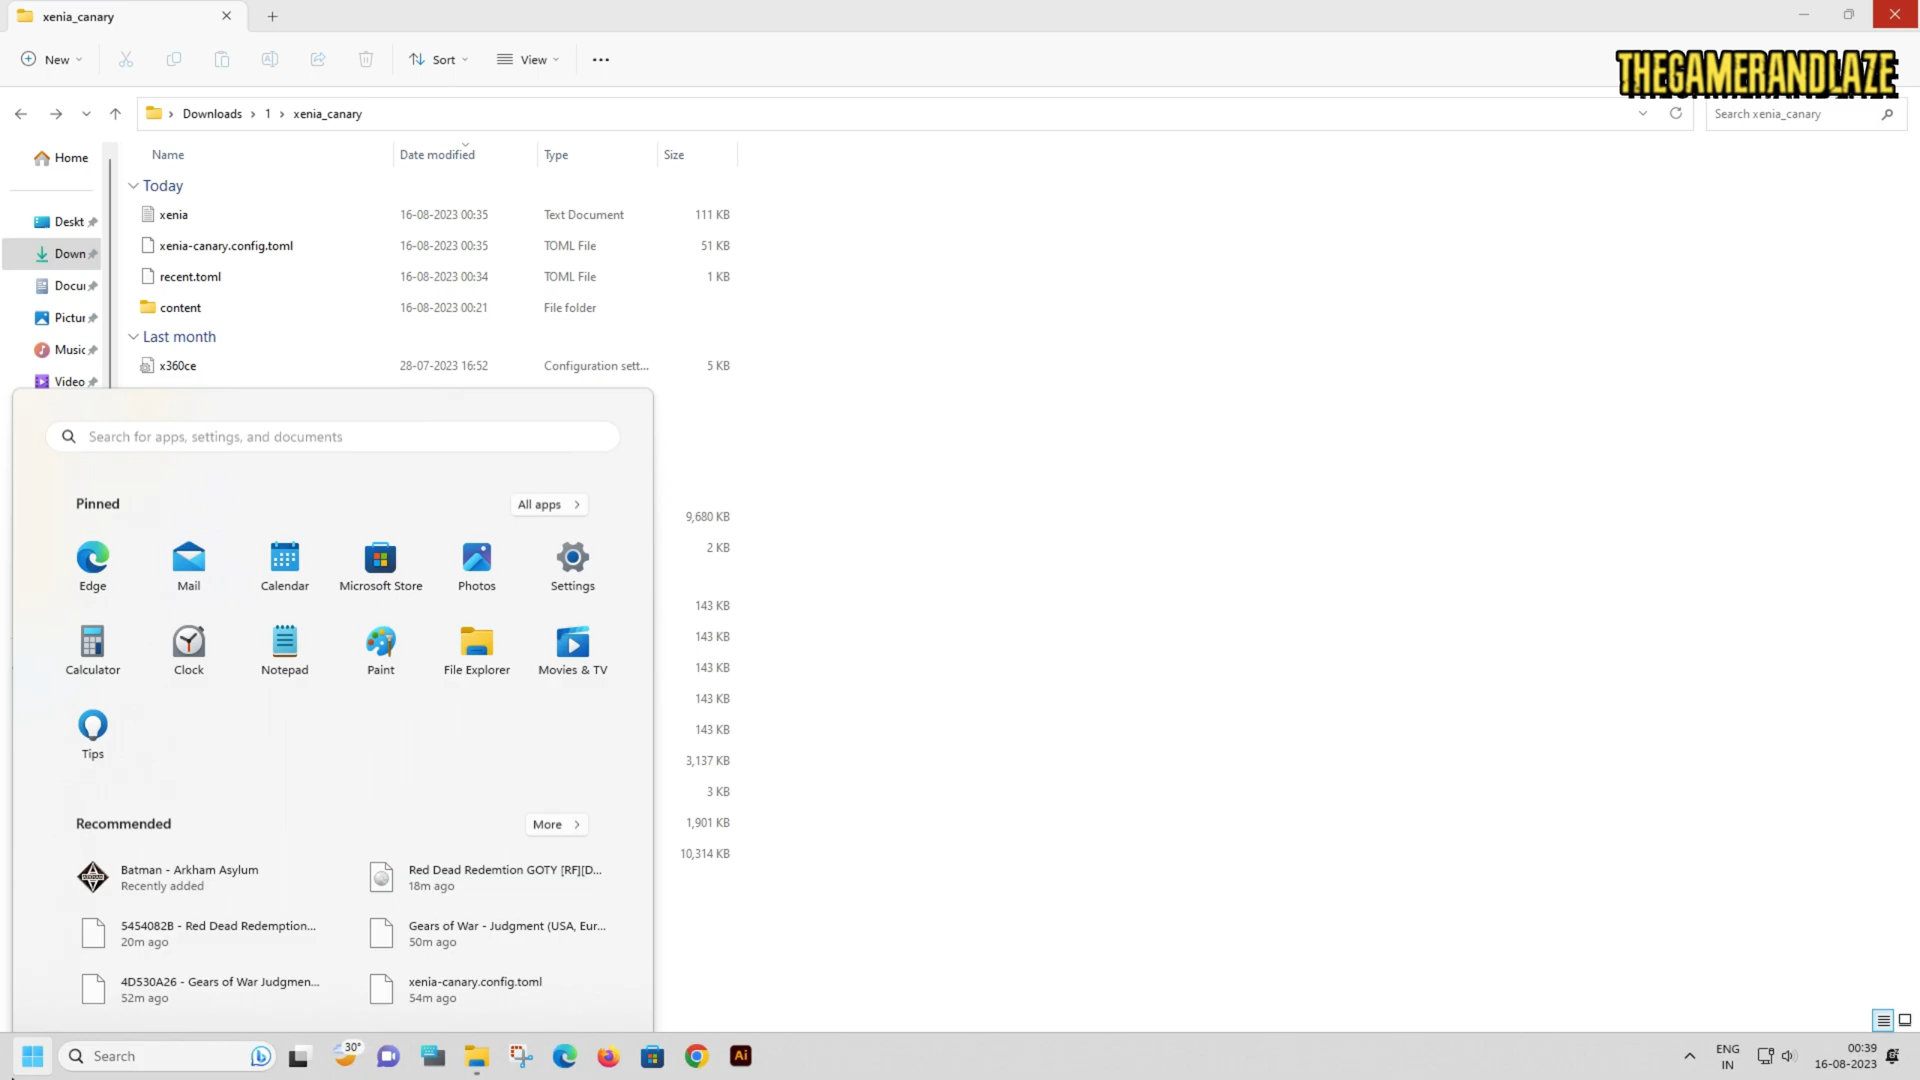 xenia_canary
New
Sort
View
THEGAMERANDLAZE
Downloads
1
xenia_canary
Search xenia_canary
Name
Date modified
Type
Size
Home
Today
xenia 16-08-2023 00:35 Text Document 111 KB
Deskt
xenia-canary.config.toml 16-08-2023 00:35 TOML File 51 KB
Down
recent.toml 16-08-2023 00:34 TOML File 1 KB
Docu
content 16-08-2023 00:21 File folder
Pictur
Last month
Music
x360ce 28-07-2023 16:52 Configuration sett... 5 KB
Video
Search for apps, settings, and documents
Pinned
All apps
9,680 KB
2 KB
Edge
Mail
Calendar
Microsoft Store
Photos
Settings
143 KB
143 KB
Calculator
Clock
Notepad
Paint
File Explorer
Movies & TV
143 KB
143 KB
143 KB
Tips
3,137 KB
3 KB
Recommended
More
1,901 KB
10,314 KB
Batman - Arkham Asylum
Recently added
Red Dead Redemtion GOTY [RF][D...
18m ago
5454082B - Red Dead Redemption...
20m ago
Gears of War - Judgment (USA, Eur...
50m ago
4D530A26 - Gears of War Judgmen...
52m ago
xenia-canary.config.toml
54m ago
Search
30°
Ai
ENG
IN
00:39
16-08-2023